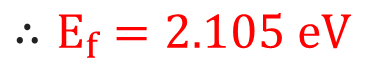 ∴ E_f = 2.105 eV